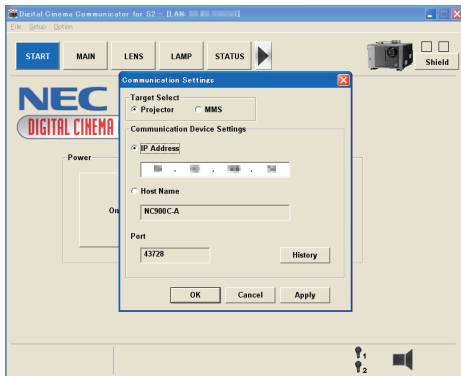 Digital Cinema Communicator for S2 - [LAN:
File Setup Option
START MAIN LENS LAMP STATUS
Shield
NEC
DIGITAL CINEMA
Power
On
Communication Settings
Target Select
Projector MMS
Communication Device Settings
IP Address
. . .
Host Name
NC900C-A
Port
43728
History
OK Cancel Apply
1
2